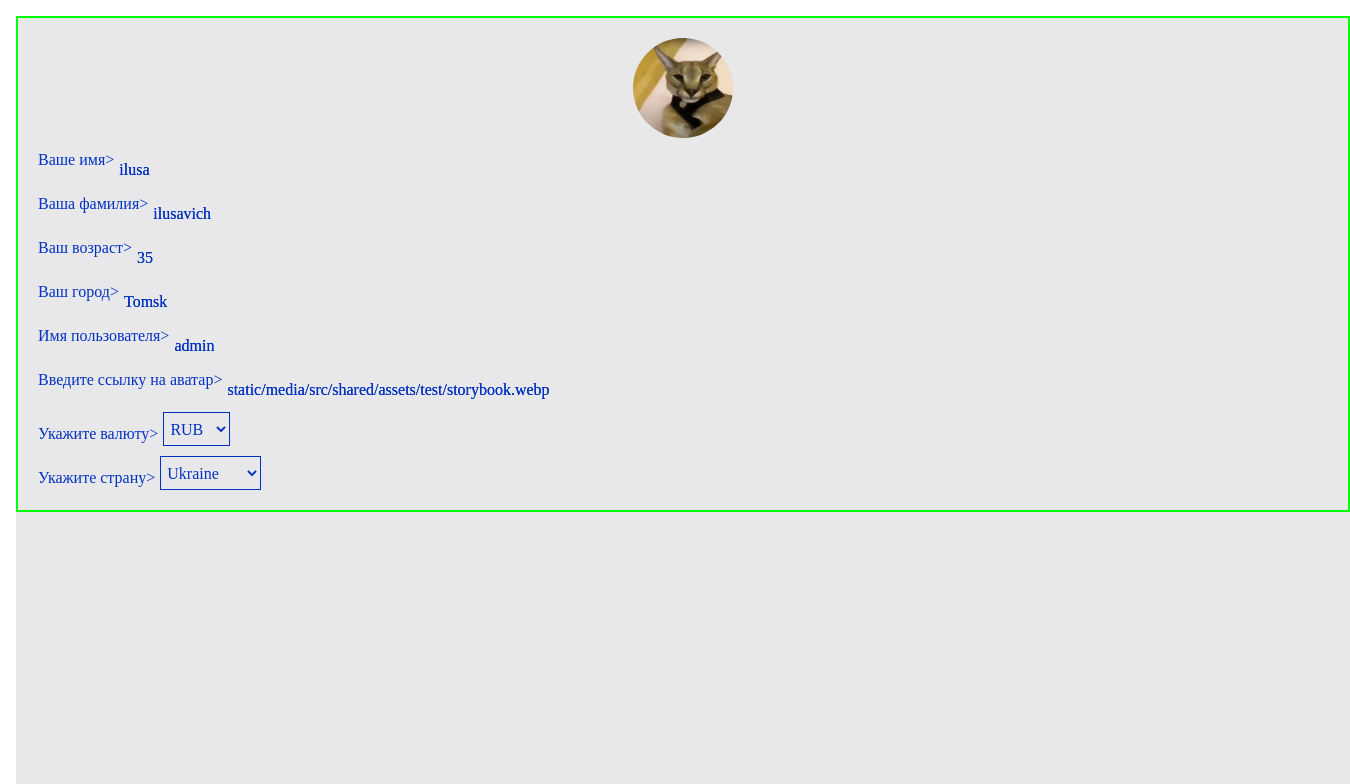 Ваше имя> ilusa
Ваша фамилия> ilusavich
Ваш возраст> 35
Ваш город> Tomsk
Имя пользователя> admin
Введите ссылку на аватар> static/media/src/shared/assets/test/storybook.webp
Укажите валюту> RUB
Укажите страну> Ukraine